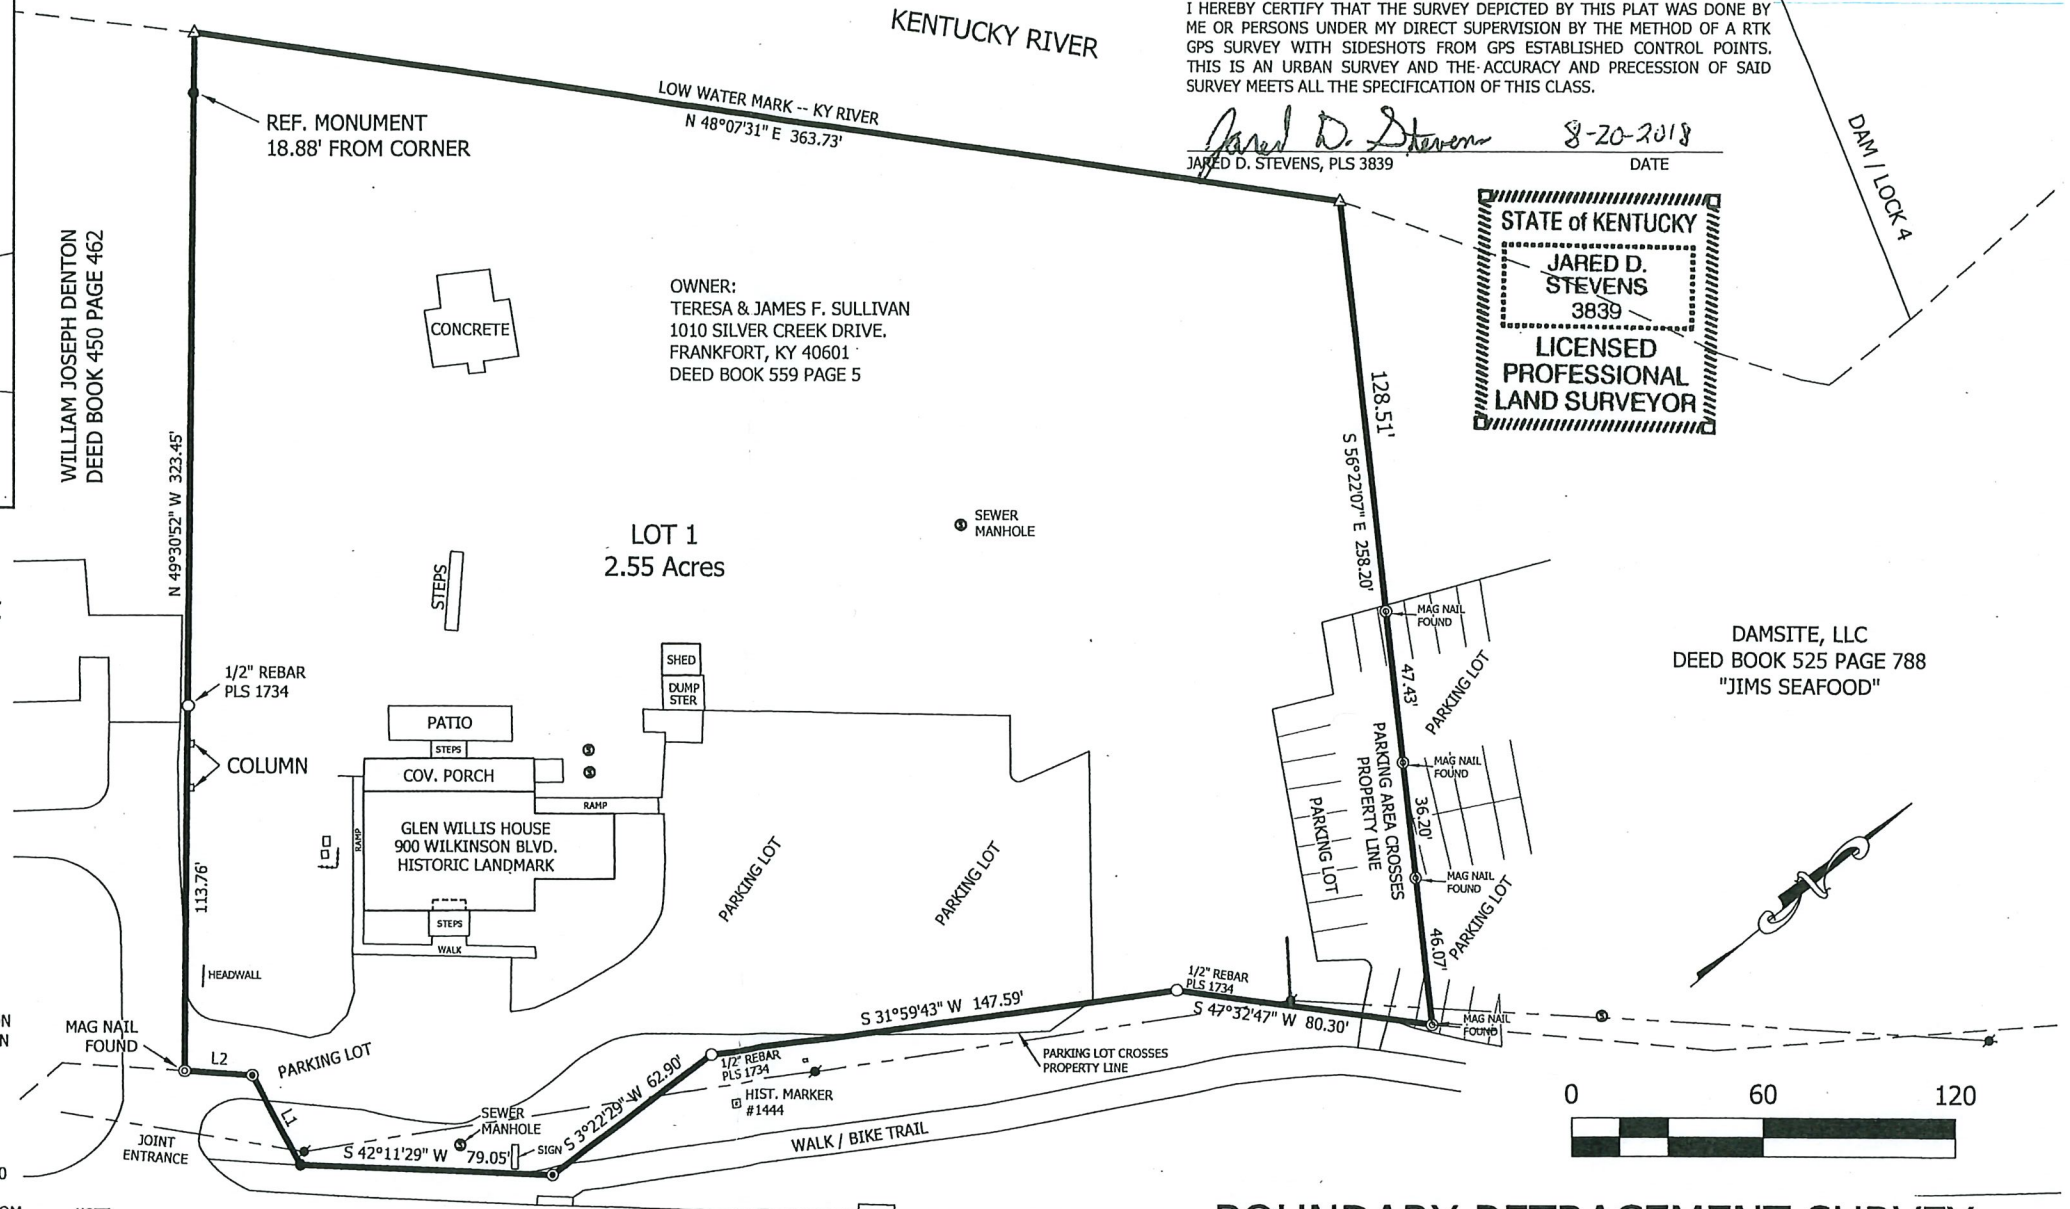 KENTUCKY RIVER
I HEREBY CERTIFY THAT THE SURVEY DEPICTED BY THIS PLAT WAS DONE BY
ME OR PERSONS UNDER MY DIRECT SUPERVISION BY THE METHOD OF A RTK
GPS SURVEY WITH SIDESHOTS FROM GPS ESTABLISHED CONTROL POINTS.
THIS IS AN URBAN SURVEY AND THE ACCURACY AND PRECESSION OF SAID
SURVEY MEETS ALL THE SPECIFICATION OF THIS CLASS.
Jared D. Stevens 8-20-2018
JARED D. STEVENS, PLS 3839 DATE
STATE of KENTUCKY
JARED D.
STEVENS
3839
LICENSED
PROFESSIONAL
LAND SURVEYOR
DAM / LOCK 4
LOW WATER MARK -- KY RIVER
N 48°07'31" E 363.73'
REF. MONUMENT
18.88' FROM CORNER
WILLIAM JOSEPH DENTON
DEED BOOK 450 PAGE 462
N 49°30'52" W 323.45'
CONCRETE
OWNER:
TERESA & JAMES F. SULLIVAN
1010 SILVER CREEK DRIVE.
FRANKFORT, KY 40601
DEED BOOK 559 PAGE 5
128.51'
S 56°22'07" E 258.20'
LOT 1
2.55 Acres
SEWER
MANHOLE
STEPS
MAG NAIL
FOUND
47.43'
PARKING LOT
DAMSITE, LLC
DEED BOOK 525 PAGE 788
"JIMS SEAFOOD"
1/2" REBAR
PLS 1734
SHED
DUMP
STER
PATIO
STEPS
COV. PORCH
COLUMN
RAMP
RAMP
GLEN WILLIS HOUSE
900 WILKINSON BLVD.
HISTORIC LANDMARK
STEPS
WALK
113.76'
HEADWALL
PARKING LOT
PARKING LOT
PARKING LOT
PARKING AREA CROSSES
PROPERTY LINE
MAG NAIL
FOUND
36.20'
MAG NAIL
FOUND
PARKING LOT
46.07'
1/2" REBAR
PLS 1734
S 31°59'43" W 147.59'
S 47°32'47" W 80.30'
MAG NAIL
FOUND
N
N
MAG NAIL
FOUND
L2
PARKING LOT
L1
1/2" REBAR
PLS 1734
PARKING LOT CROSSES
PROPERTY LINE
HIST. MARKER
#1444
S 3°22'29" W 62.90'
SEWER
MANHOLE
SIGN
JOINT
ENTRANCE
S 42°11'29" W 79.05'
WALK / BIKE TRAIL
0 60 120
BOUNDARY RETRACEMENT SURVEY